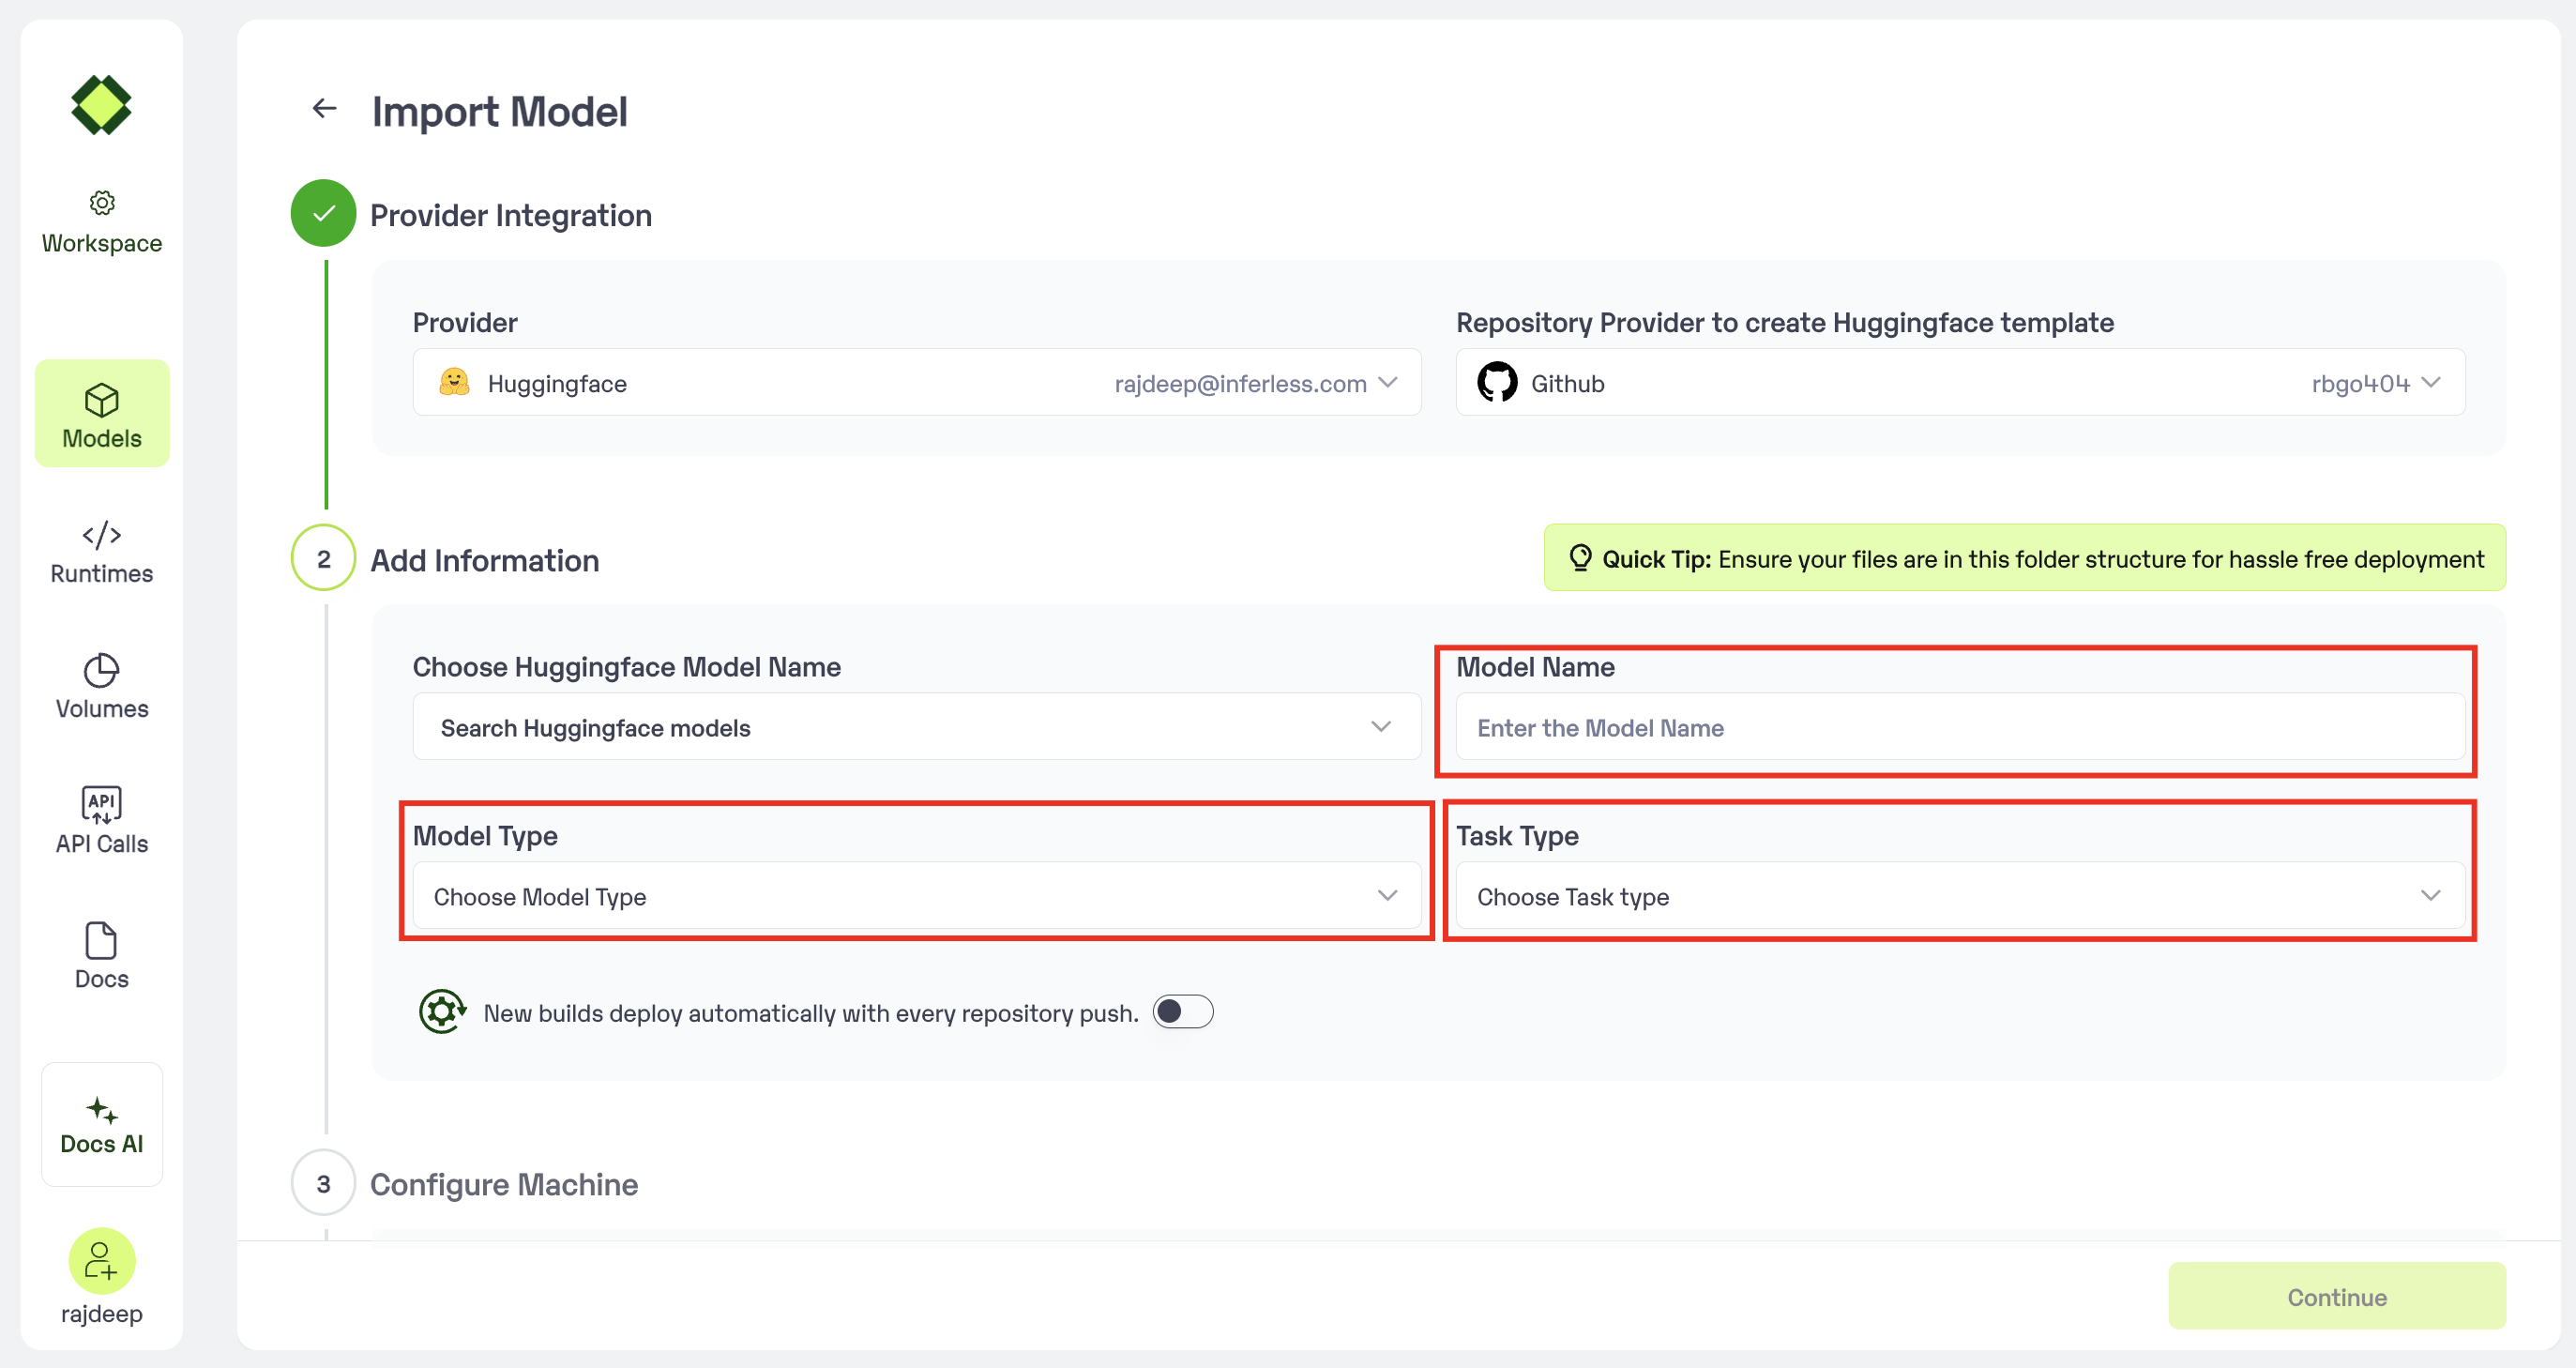 Workspace
Models
Runtimes
Volumes
API
API Calls
Docs
Docs AI
rajdeep
Import Model
Provider Integration
Provider
Huggingface rajdeep@inferless.com
Repository Provider to create Huggingface template
Github rbgo404
2 Add Information
Quick Tip: Ensure your files are in this folder structure for hassle free deployment
Choose Huggingface Model Name
Search Huggingface models
Model Name
Enter the Model Name
Model Type
Choose Model Type
Task Type
Choose Task type
New builds deploy automatically with every repository push.
3 Configure Machine
Continue